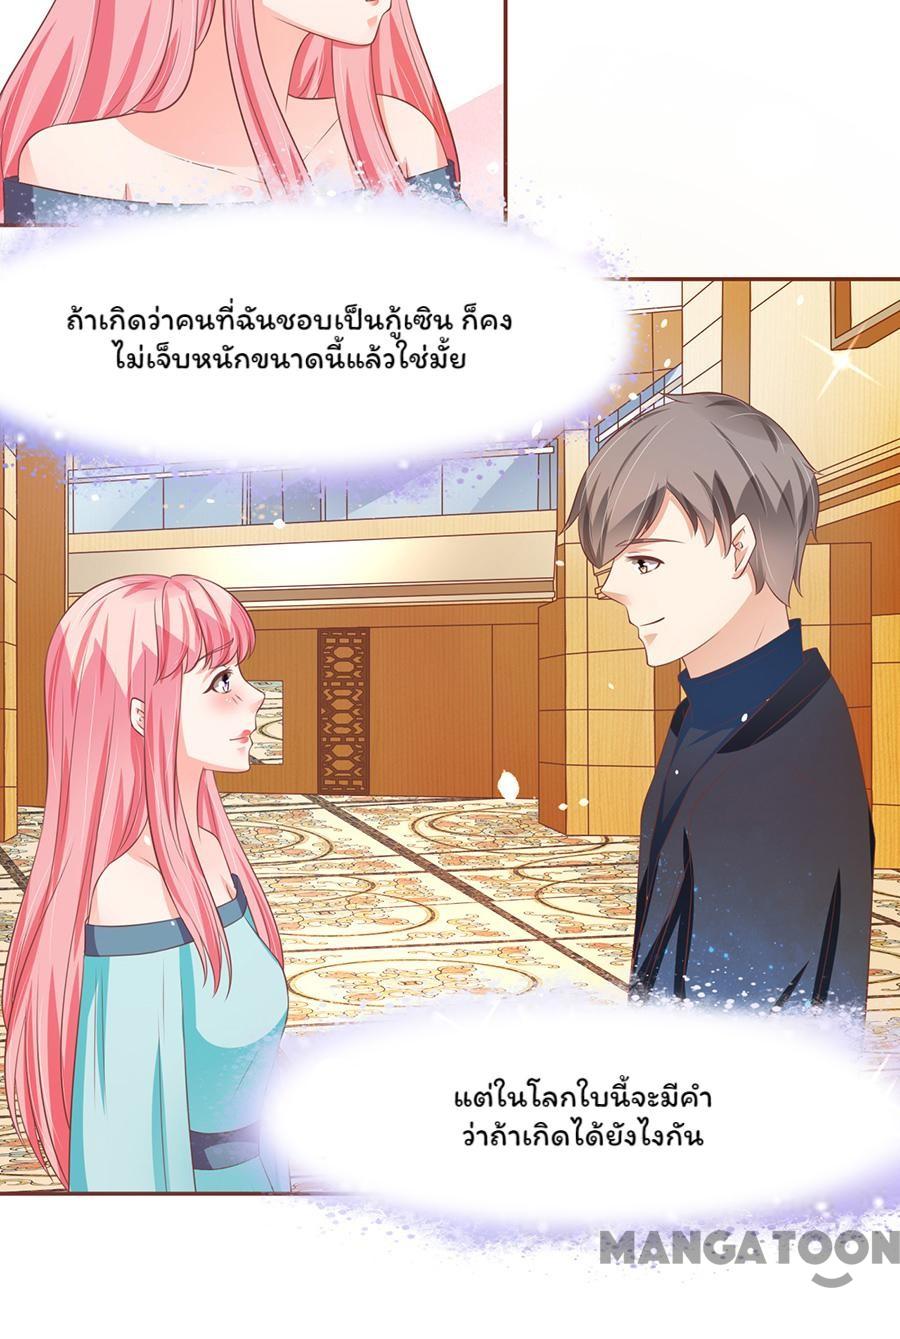 ถ้าเกิดว่าคนที่ฉันชอบเป็นกู้เซิน ก็คง
ไม่เจ็บหนักขนาดนี้แล้วใช่มั้ย
แต่ในโลกใบนี้จะมีคำ
ว่าถ้าเกิดได้ยังไงกัน
MANGATOON